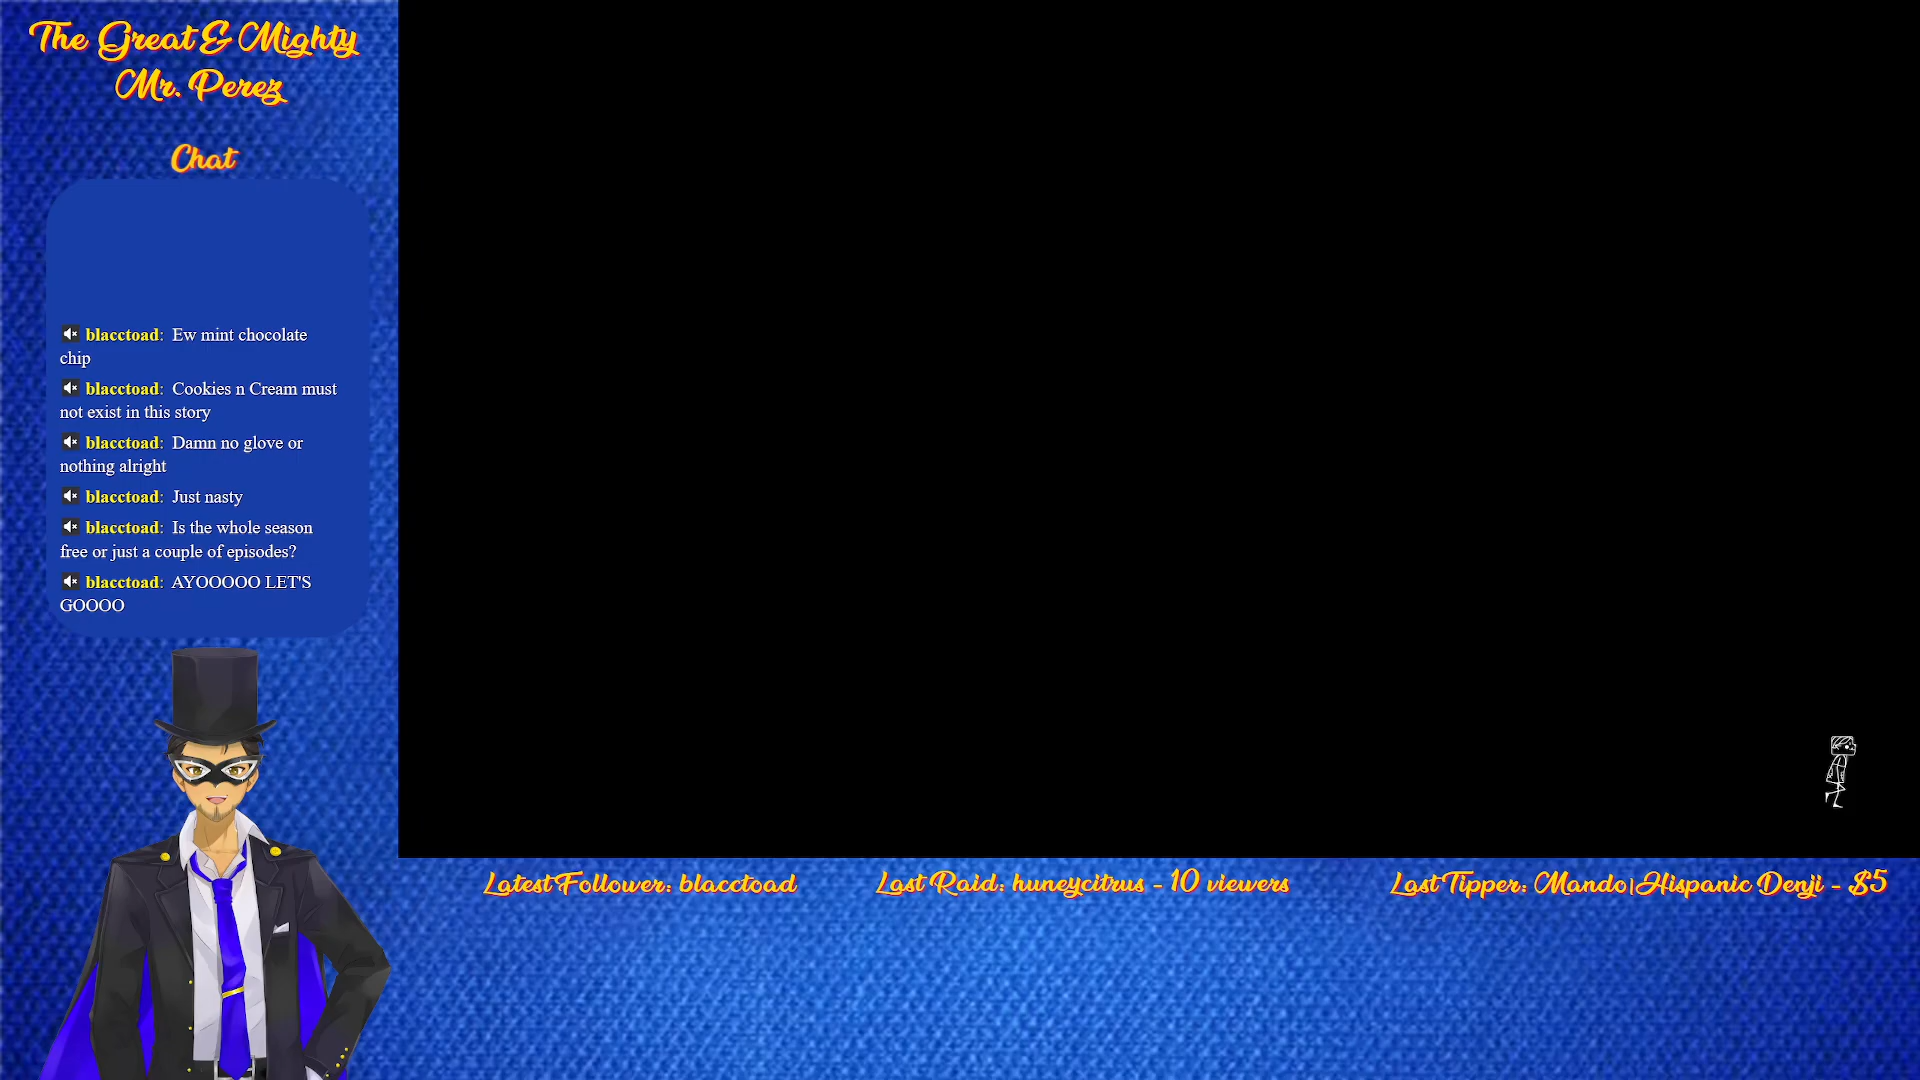 The Great & Mighty
Mr. Perez
Chat
blacctoad: Ew mint chocolate
chip
blacctoad: Cookies n Cream must
not exist in this story
blacctoad: Damn no glove or
nothing alright
blacctoad: Just nasty
blacctoad: Is the whole season
free or just a couple of episodes?
blacctoad: AYOOOOO LET'S
GOOOO
Latest Follower: blacctoad
Last Raid: huneycitrus - 10 viewers
Last Tipper: Mando|Hispanic Denji - $5